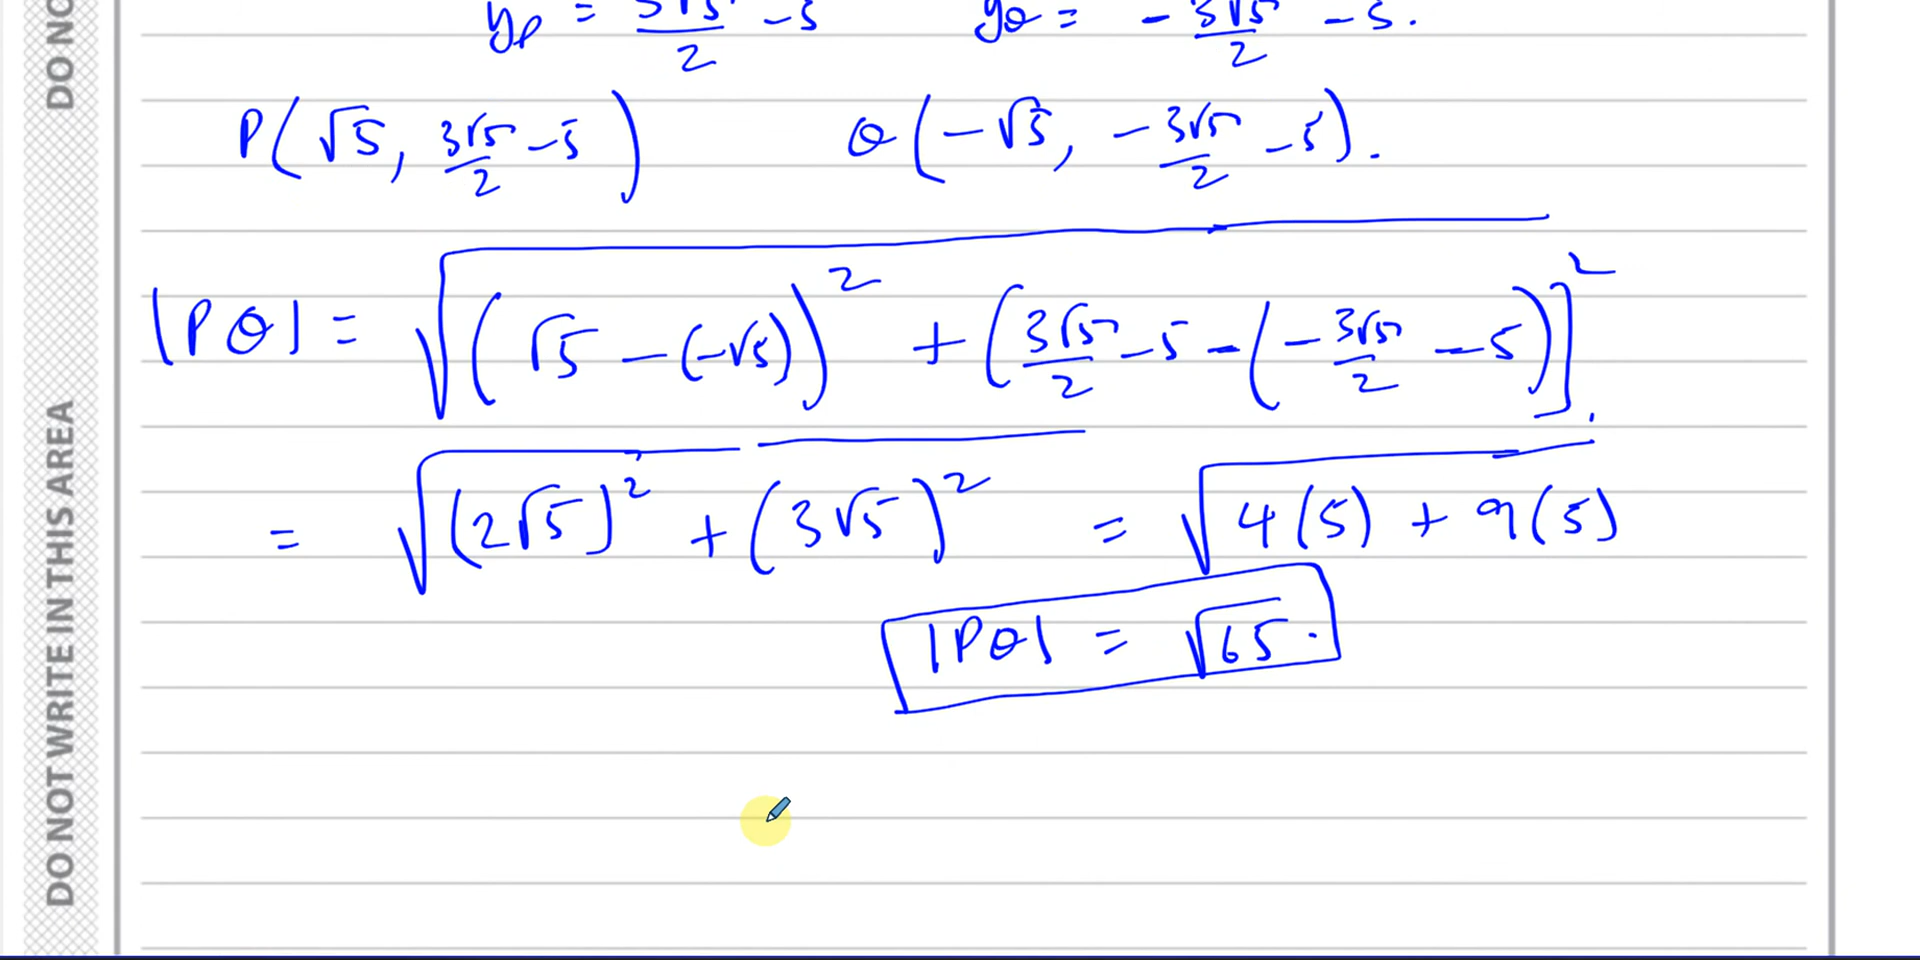 y_P = 3√5/2 - 5   y_Q = - 3√5/2 - 5.
P(√5, 3√5/2 - 5)   Q(-√5, -3√5/2 - 5).
|PQ| = √((√5 - (-√5))² + (3√5/2 - 5 - (-3√5/2 - 5)]².
= √((2√5)² + (3√5)²) = √(4(5) + 9(5))
|PQ| = √65.
DO NOT WRITE IN THIS AREA
DO NO